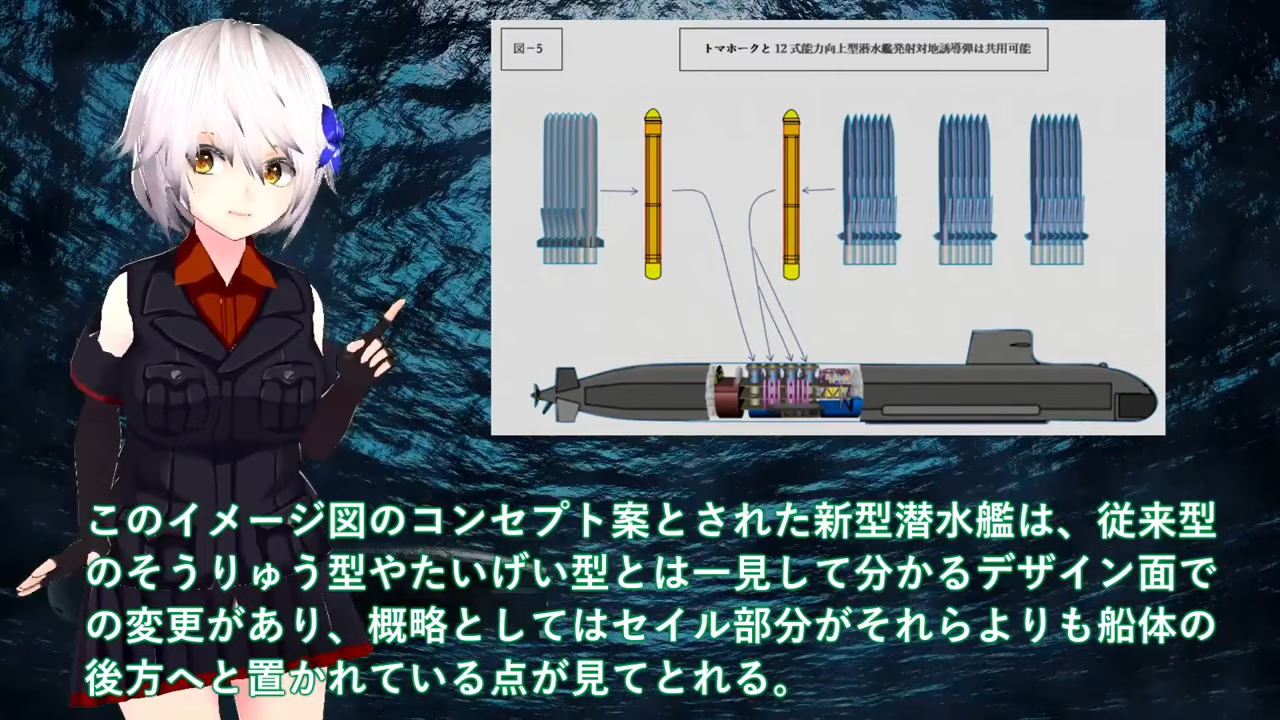 図－5
トマホークと 12 式能力向上型潜水艦発射対地誘導弾は共用可能
このイメージ図のコンセプト案とされた新型潜水艦は、従来型
のそうりゅう型やたいげい型とは一見して分かるデザイン面で
の変更があり、概略としてはセイル部分がそれらよりも船体の
後方へと置かれている点が見てとれる。